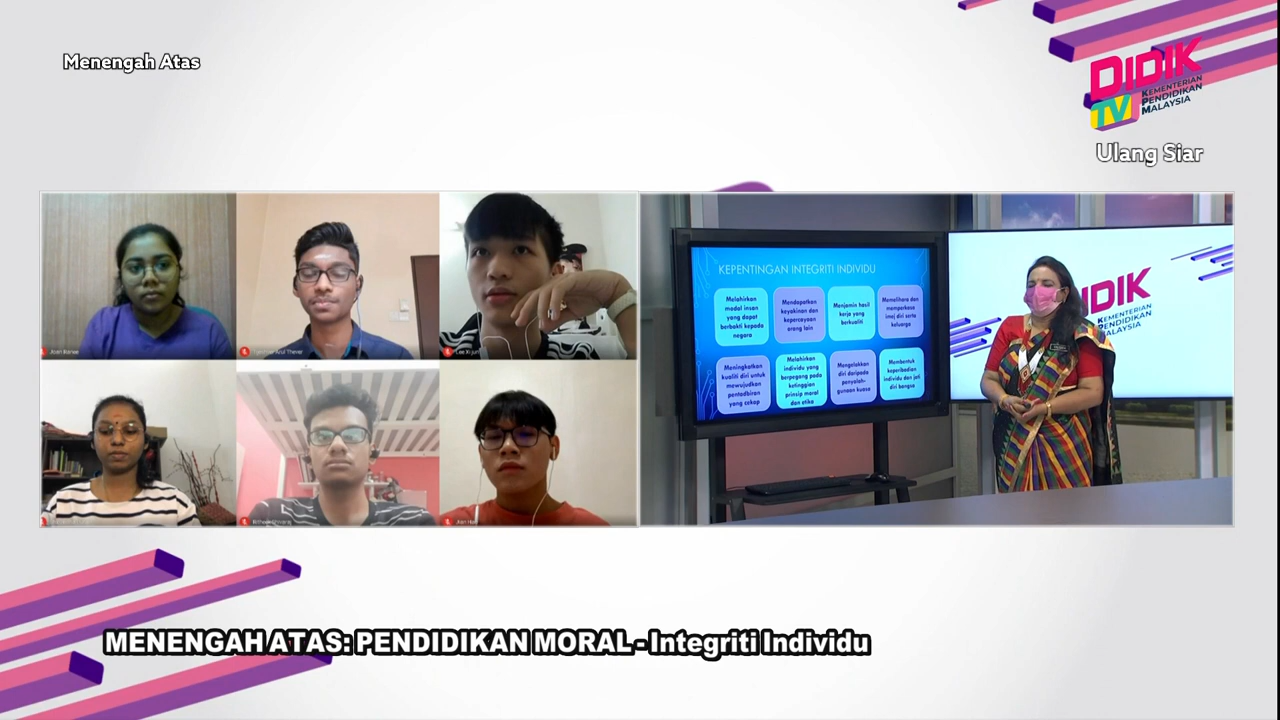 Menengah Atas
DIDIK
TV
KEMENTERIAN
PENDIDIKAN
MALAYSIA
Ulang Siar
KEPENTINGAN INTEGRITI INDIVIDU
Melahirkan
modal insan
yang dapat
berbakti kepada
negara
Mendapatkan
keyakinan dan
kepercayaan
orang lain
Menjamin hasil
kerja yang
berkualiti
Memelihara dan
memperkasa
imej diri serta
keluarga
Meningkatkan
kualiti diri untuk
mewujudkan
pentadbiran
yang cekap
Melahirkan
individu yang
berpegang pada
ketinggian
prinsip moral
dan etika
Mengelakkan
diri daripada
penyalah-
gunaan kuasa
Membentuk
keperibadian
individu dan jati
diri bangsa
DIDIK
KEMENTERIAN
PENDIDIKAN
MALAYSIA
Arul Thevar
MENENGAH ATAS: PENDIDIKAN MORAL - Integriti Individu